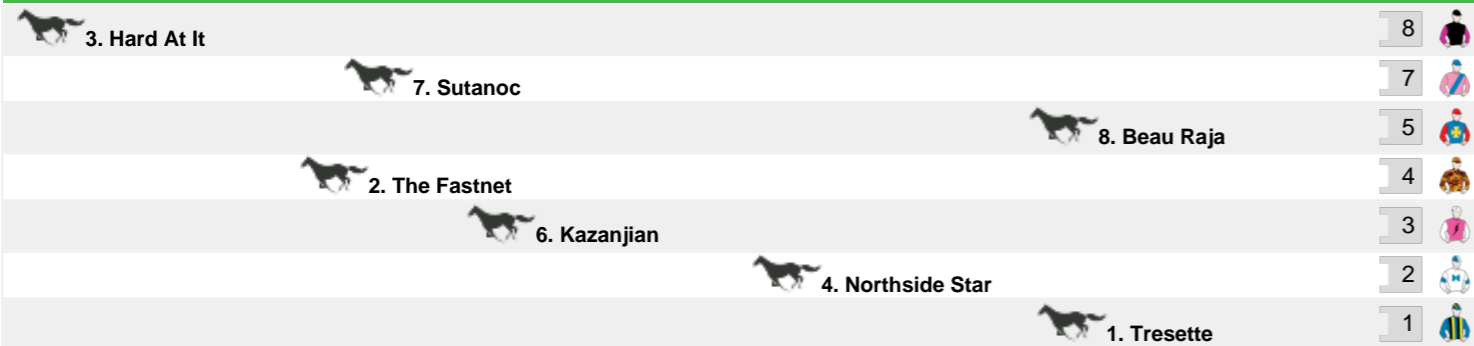 3. Hard At It 8
7. Sutanoc 7
8. Beau Raja 5
2. The Fastnet 4
6. Kazanjian 3
4. Northside Star 2
1. Tresette 1